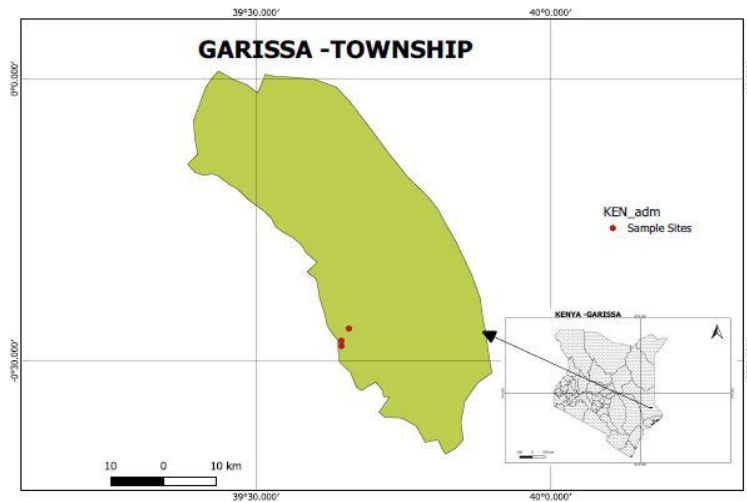 39°30.000' 40°0.000'
GARISSA -TOWNSHIP
0°0.000'
KEN_adm
Sample Sites
KENYA -GARISSA
-0°30.000'
10 0 10 km
39°30.000' 40°0.000'